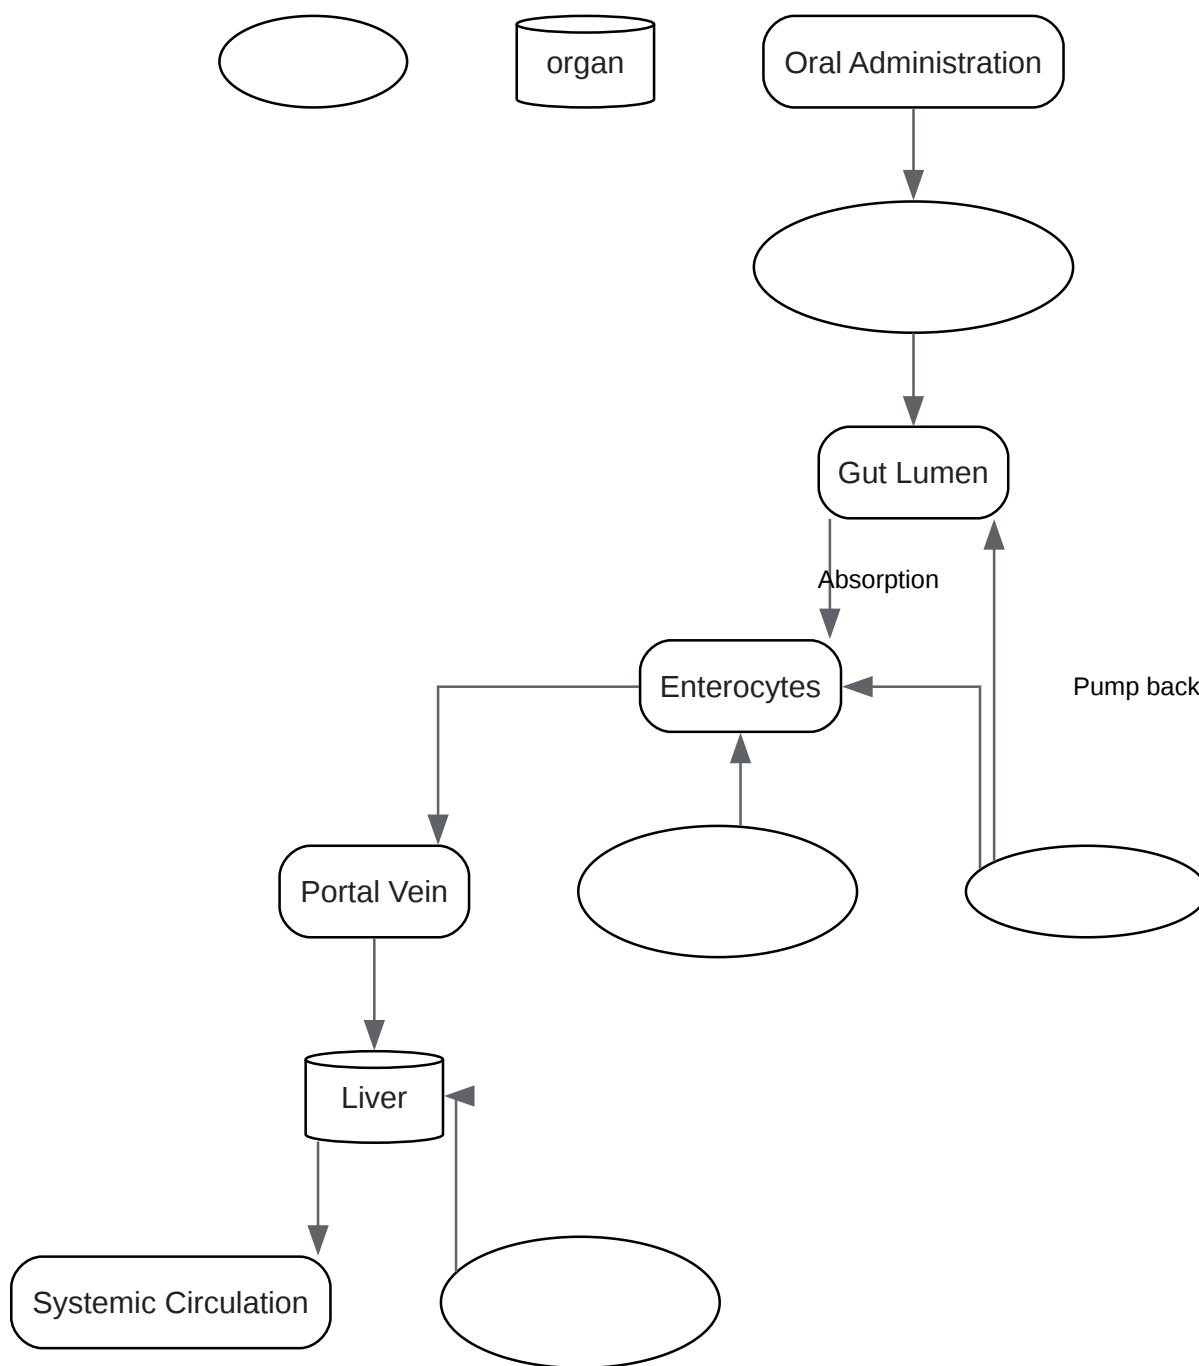 organ
Oral Administration
Gut Lumen
Absorption
Enterocytes
Pump back
Portal Vein
Liver
Systemic Circulation